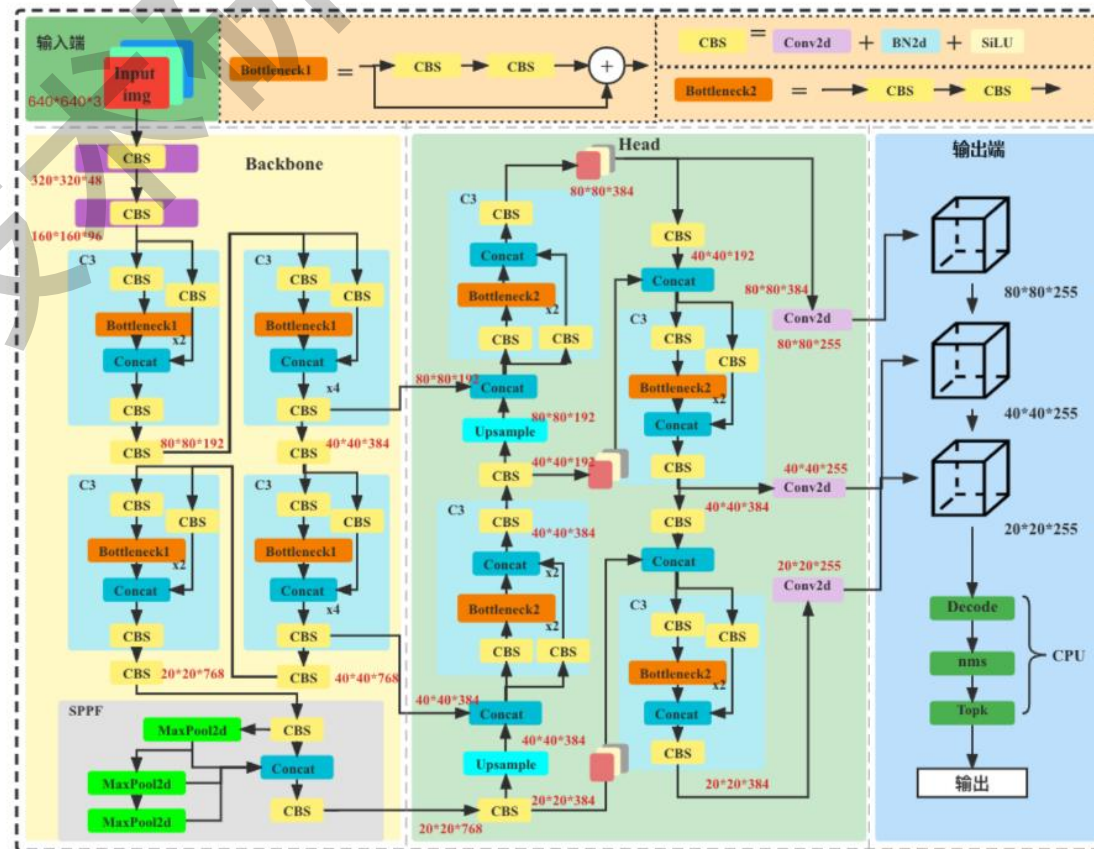 输入端
Input
img
640*640*3
Bottleneck1
=
CBS
CBS
+
CBS
=
Conv2d
+
BN2d
+
SiLU
Bottleneck2
=
CBS
CBS
Backbone
CBS
320*320*48
CBS
160*160*96
C3
CBS
CBS
Bottleneck1
x2
Concat
CBS
CBS
80*80*192
C3
CBS
CBS
Bottleneck1
Concat
x4
CBS
CBS
40*40*384
C3
CBS
CBS
Bottleneck1
x2
Concat
CBS
CBS
20*20*768
C3
CBS
CBS
Bottleneck1
Concat
x4
CBS
CBS
40*40*768
SPPF
MaxPool2d
CBS
Concat
MaxPool2d
MaxPool2d
CBS
20*20*768
Head
80*80*384
C3
CBS
Concat
Bottleneck2
x2
CBS
CBS
80*80*192
Concat
80*80*192
Upsample
CBS
40*40*192
C3
CBS
40*40*384
Concat
x2
Bottleneck2
x2
CBS
CBS
40*40*384
Concat
40*40*384
Upsample
CBS
20*20*384
CBS
40*40*192
Concat
C3
CBS
CBS
Bottleneck2
x2
Concat
CBS
40*40*384
CBS
Concat
C3
CBS
CBS
Bottleneck2
x2
Concat
CBS
20*20*384
80*80*384
Conv2d
80*80*255
40*40*255
Conv2d
20*20*255
Conv2d
输出端
80*80*255
40*40*255
20*20*255
Decode
nms
Topk
CPU
输出